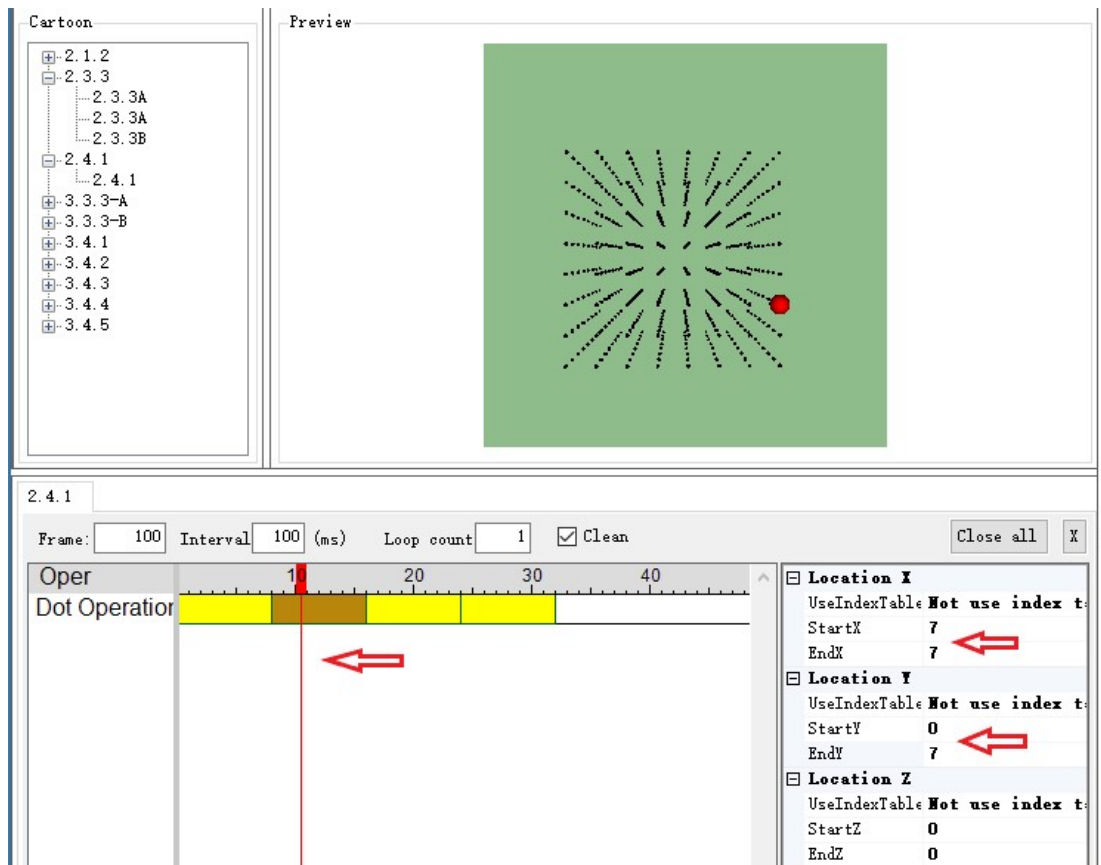 Cartoon
Preview
2.1.2
2.3.3
2.3.3A
2.3.3A
2.3.3B
2.4.1
2.4.1
3.3.3-A
3.3.3-B
3.4.1
3.4.2
3.4.3
3.4.4
3.4.5
2.4.1
Frame: 100 Interval 100 (ms) Loop count 1 Clean Close all X
Oper 10 20 30 40
Dot Operation
Location X
UseIndexTable Not use index t
StartX 7
EndX 7
Location Y
UseIndexTable Not use index t
StartY 0
EndY 7
Location Z
UseIndexTable Not use index t
StartZ 0
EndZ 0